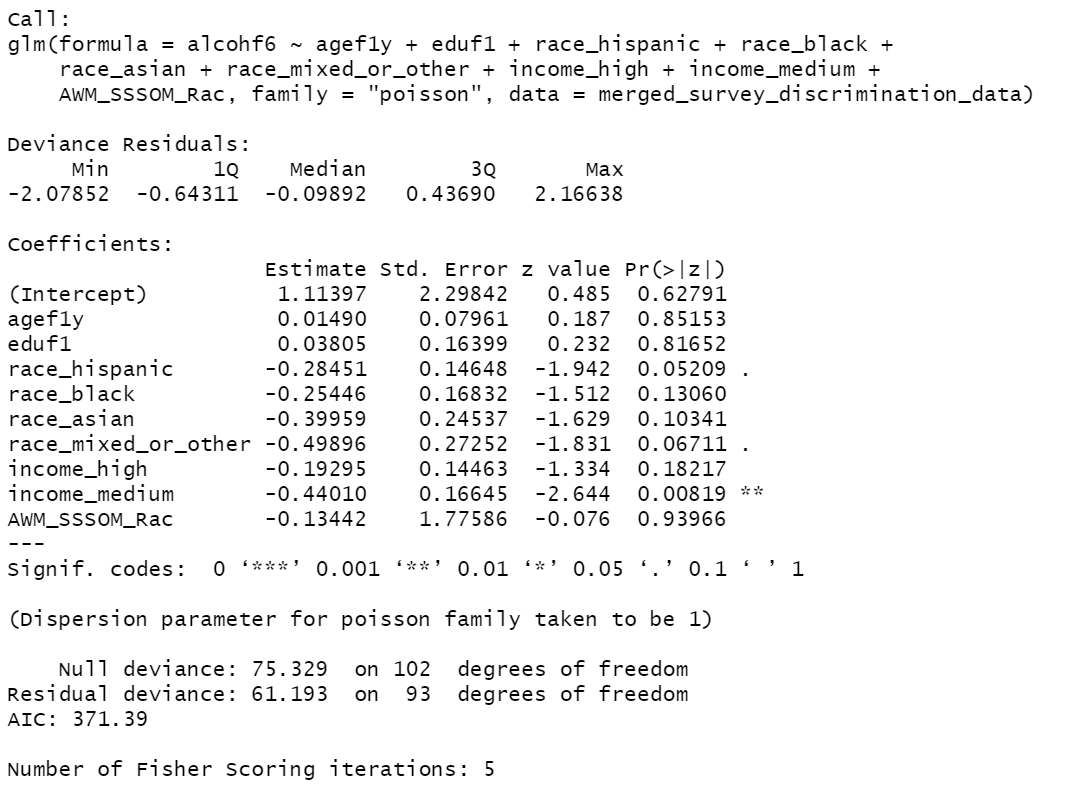 Call:
glm(formula = alcohf6 ~ agef1y + eduf1 + race_hispanic + race_black +
    race_asian + race_mixed_or_other + income_high + income_medium +
    AWM_SSSOM_Rac, family = "poisson", data = merged_survey_discrimination_data)

Deviance Residuals:
     Min        1Q    Median        3Q       Max
-2.07852  -0.64311  -0.09892   0.43690   2.16638

Coefficients:
                    Estimate Std. Error z value Pr(>|z|)
(Intercept)          1.11397    2.29842   0.485  0.62791
agef1y               0.01490    0.07961   0.187  0.85153
eduf1                0.03805    0.16399   0.232  0.81652
race_hispanic       -0.28451    0.14648  -1.942  0.05209 .
race_black          -0.25446    0.16832  -1.512  0.13060
race_asian          -0.39959    0.24537  -1.629  0.10341
race_mixed_or_other -0.49896    0.27252  -1.831  0.06711 .
income_high         -0.19295    0.14463  -1.334  0.18217
income_medium       -0.44010    0.16645  -2.644  0.00819 **
AWM_SSSOM_Rac       -0.13442    1.77586  -0.076  0.93966
---
Signif. codes:  0 ‘***’ 0.001 ‘**’ 0.01 ‘*’ 0.05 ‘.’ 0.1 ‘ ’ 1

(Dispersion parameter for poisson family taken to be 1)

    Null deviance: 75.329  on 102  degrees of freedom
Residual deviance: 61.193  on  93  degrees of freedom
AIC: 371.39

Number of Fisher Scoring iterations: 5